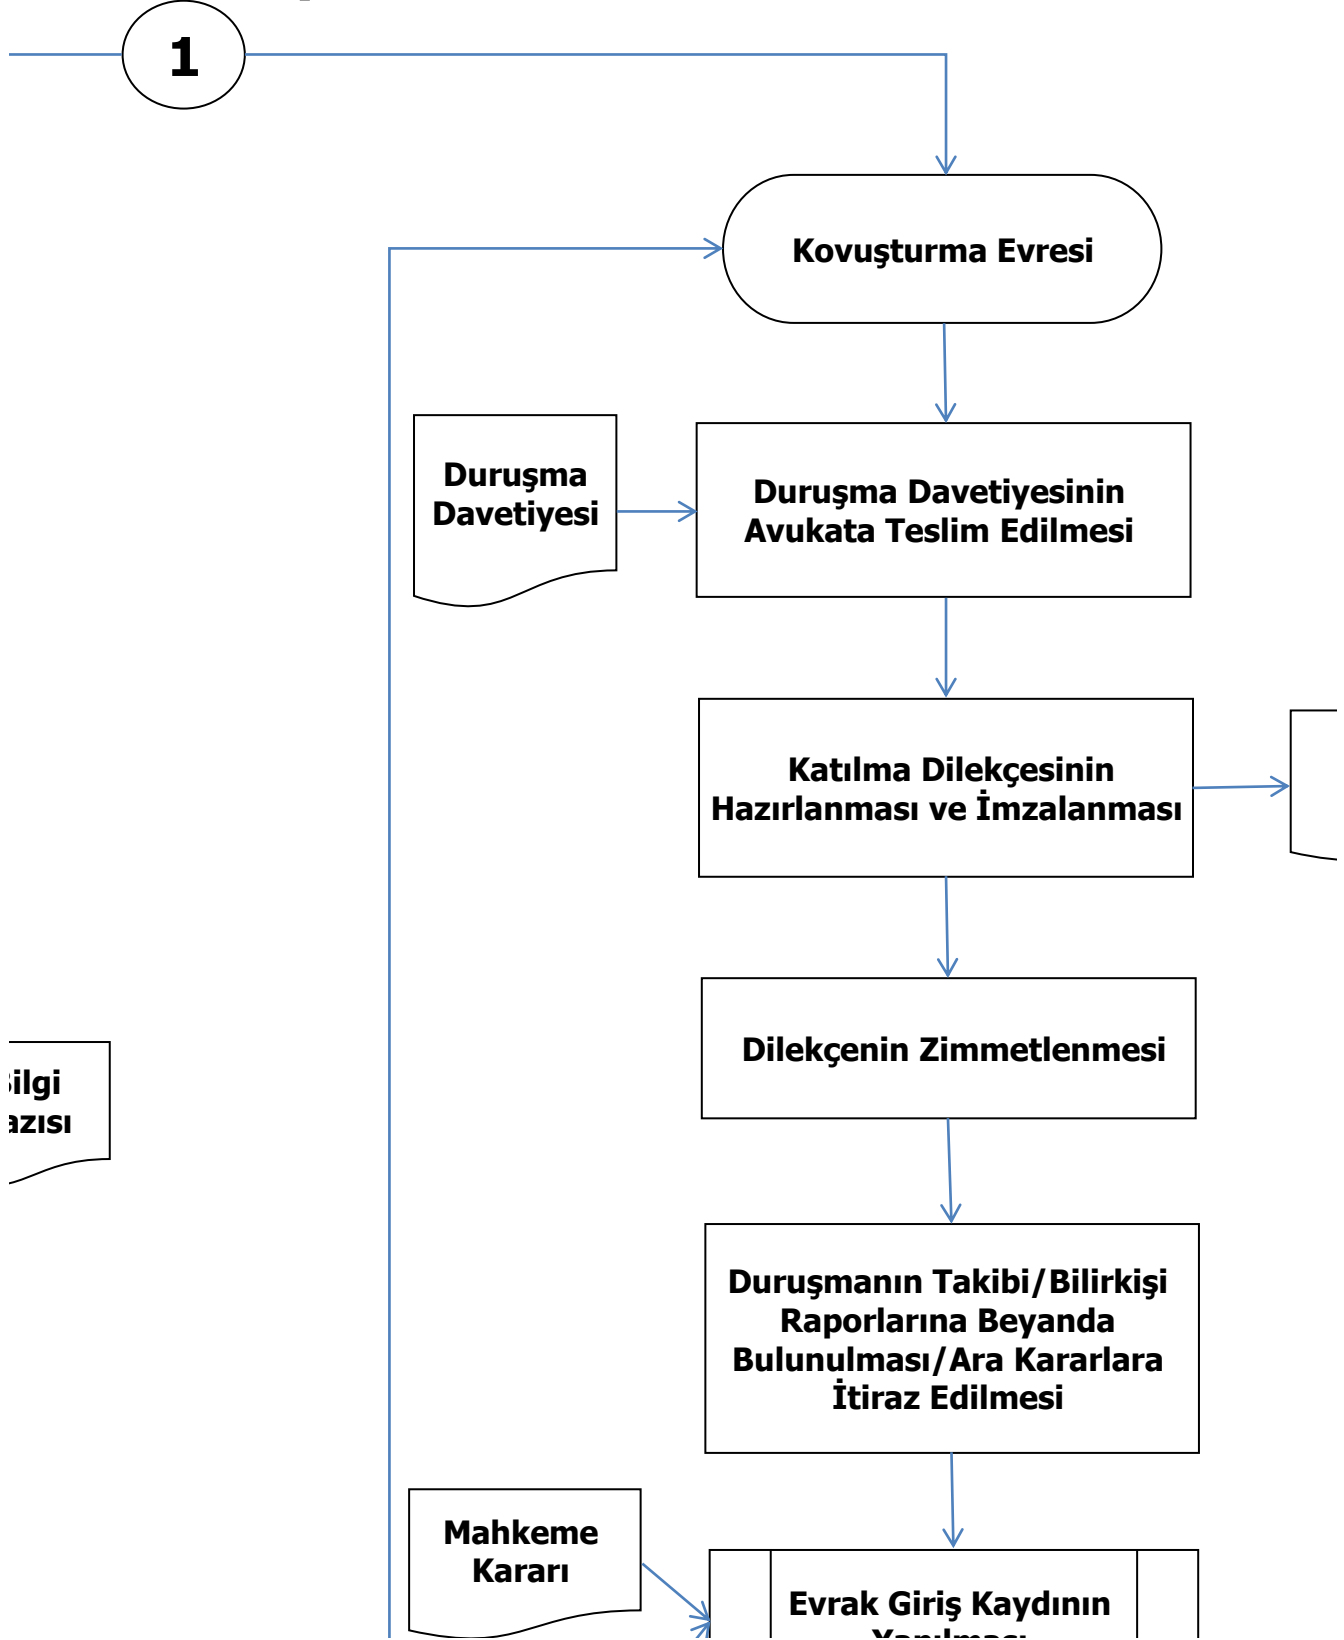 1
Kovuşturma Evresi
Duruşma
Davetiyesi
Duruşma Davetiyesinin
Avukata Teslim Edilmesi
Katılma Dilekçesinin
Hazırlanması ve İmzalanması
Dilekçenin Zimmetlenmesi
ilgi
azısı
Duruşmanın Takibi/Bilirkişi
Raporlarına Beyanda
Bulunulması/Ara Kararlara
İtiraz Edilmesi
Mahkeme
Kararı
Evrak Giriş Kaydının
Yapılması